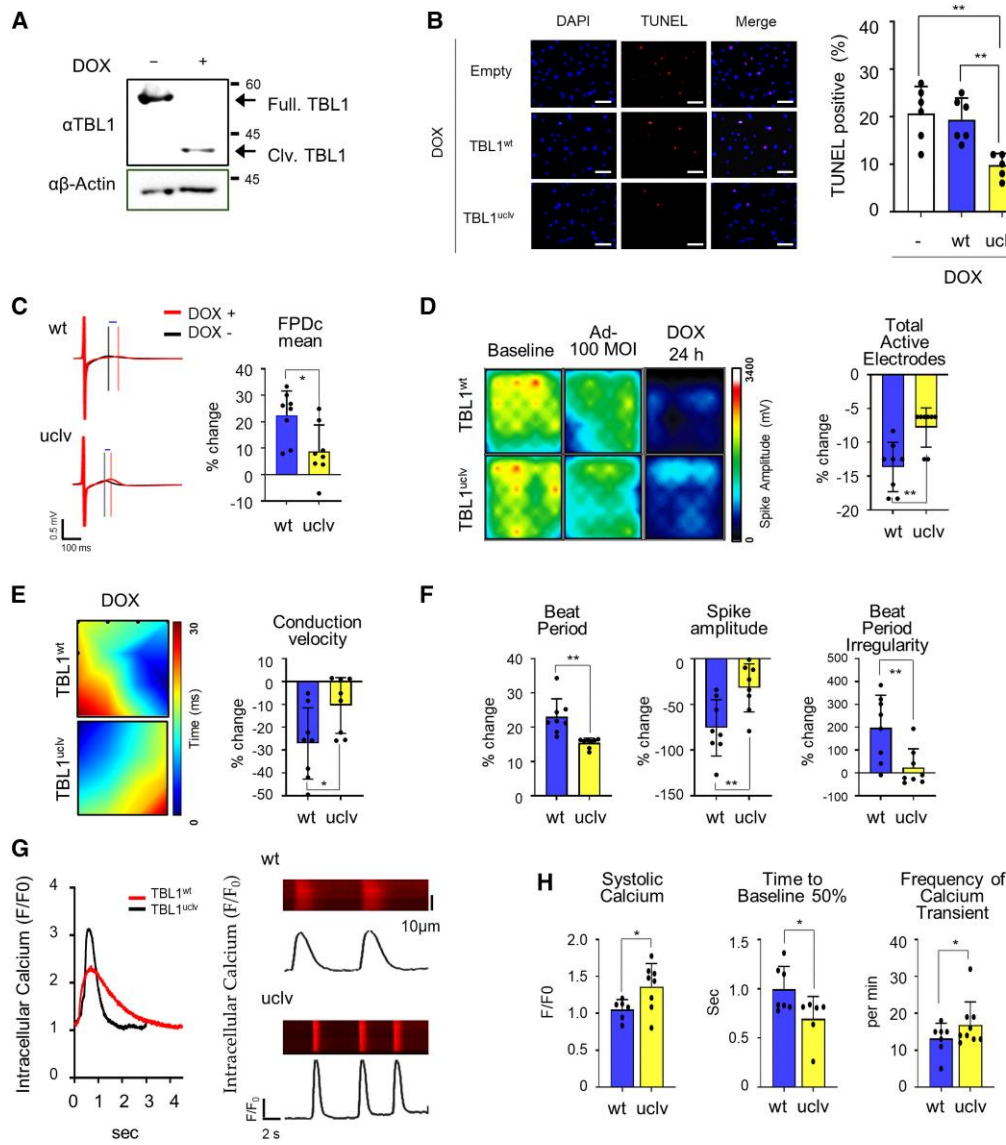 A
DOX
− +
αTBL1
60
Full. TBL1
45
Clv. TBL1
αβ-Actin
45
B
DAPI TUNEL Merge
DOX
Empty
TBL1wt
TBL1uclv
TUNEL positive (%)
40
30
20
10
0
**
**
- wt
DOX
C
wt
DOX +
DOX -
uclv
0.5 mV
100 ms
FPDc
mean
% change
50
40
30
20
10
0
-10
*
wt uclv
D
Baseline
Ad-
100 MOI
DOX
24 h
TBL1wt
TBL1uclv
3400
0
Spike Amplitude (mV)
Total
Active
Electrodes
% change
0
-5
-10
-15
-20
**
wt uclv
E
DOX
TBL1wt
TBL1uclv
30
0
Time (ms)
Conduction
velocity
% change
10
0
-10
-20
-30
-40
-50
*
wt uclv
F
Beat
Period
% change
40
30
20
10
0
**
wt uclv
Spike
amplitude
% change
0
-50
-100
-150
**
wt uclv
Beat
Period
Irregularity
% change
500
400
300
200
100
0
100
**
wt uclv
G
Intracellular Calcium (F/F0)
4
3
2
1
0 1 2 3 4
sec
TBL1wt
TBL1uclv
Intracellular Calcium (F/F0)
wt
10μm
uclv
F/F0
2 s
H
Systolic
Calcium
F/F0
2.0
1.5
1.0
0.5
0.0
*
wt uclv
Time to
Baseline 50%
Sec
1.5
1.0
0.5
0.0
*
wt uclv
Frequency of
Calcium
Transient
per min
40
30
20
10
0
*
wt uclv